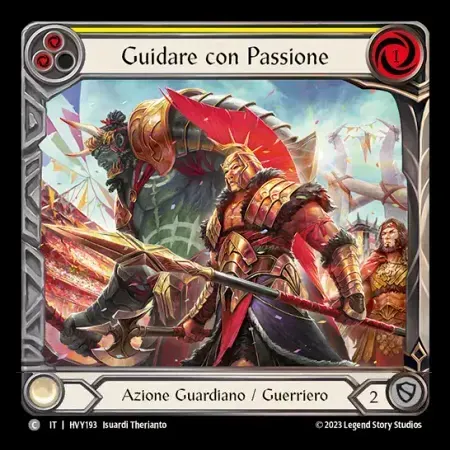 Guidare con Passione
1
Azione Guardiano / Guerriero
2
C IT | HVY193 Isuardi Therianto
© 2023 Legend Story Studios